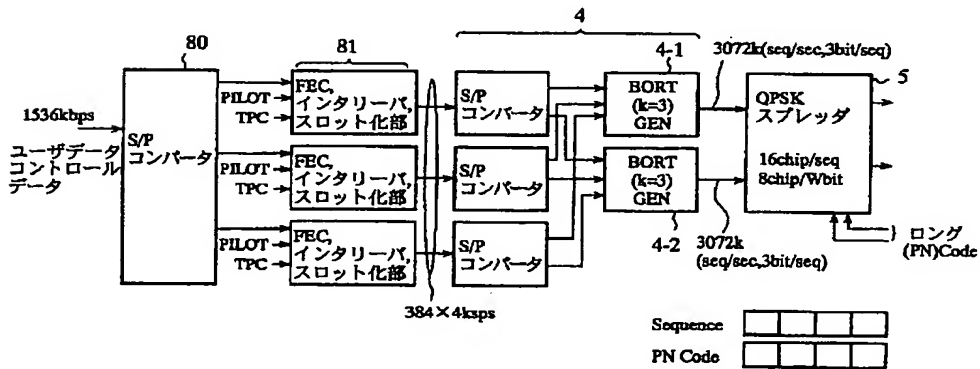 80
81
4
4-1
3072k(seq/sec,3bit/seq)
5
1536kbps
ユーザデータ
コントロール
データ
S/P
コンバータ
PILOT
TPC
FEC,
インタリーバ,
スロット化部
S/P
コンバータ
BORT
(k=3)
GEN
QPSK
スプレッダ
16chip/seq
8chip/Wbit
PILOT
TPC
FEC,
インタリーバ,
スロット化部
S/P
コンバータ
BORT
(k=3)
GEN
PILOT
TPC
FEC,
インタリーバ,
スロット化部
S/P
コンバータ
4-2
3072k
(seq/sec,3bit/seq)
ロング
(PN)Code
384×4ksps
Sequence
PN Code